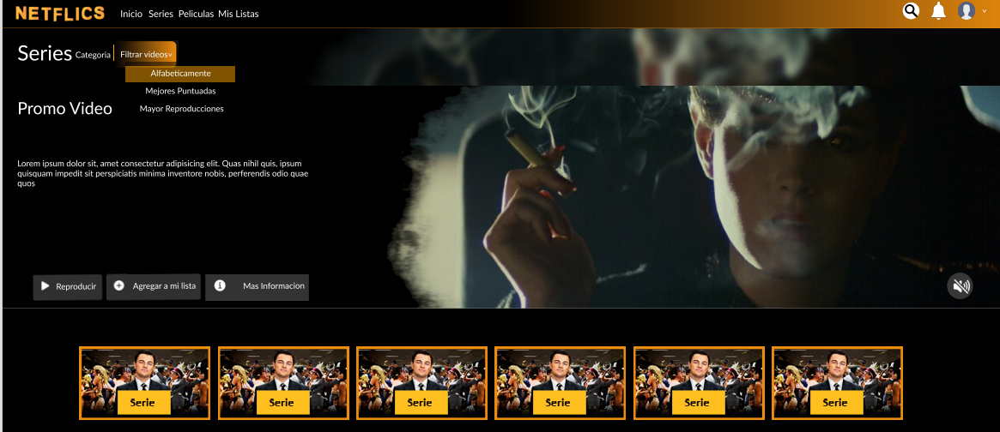 NETFLICS
Inicio Series Peliculas Mis Listas
Series Categoria Filtrar videos
Alfabeticamente
Mejores Puntuadas
Mayor Reproducciones
Promo Video
Lorem ipsum dolor sit, amet consectetur adipisicing elit. Quas nihil quis, ipsum
quisquam impedit sit perspiciatis minima inventore nobis, perferendis odio quae
quos
Reproducir Agregar a mi lista Mas Informacion
Serie Serie Serie Serie Serie Serie